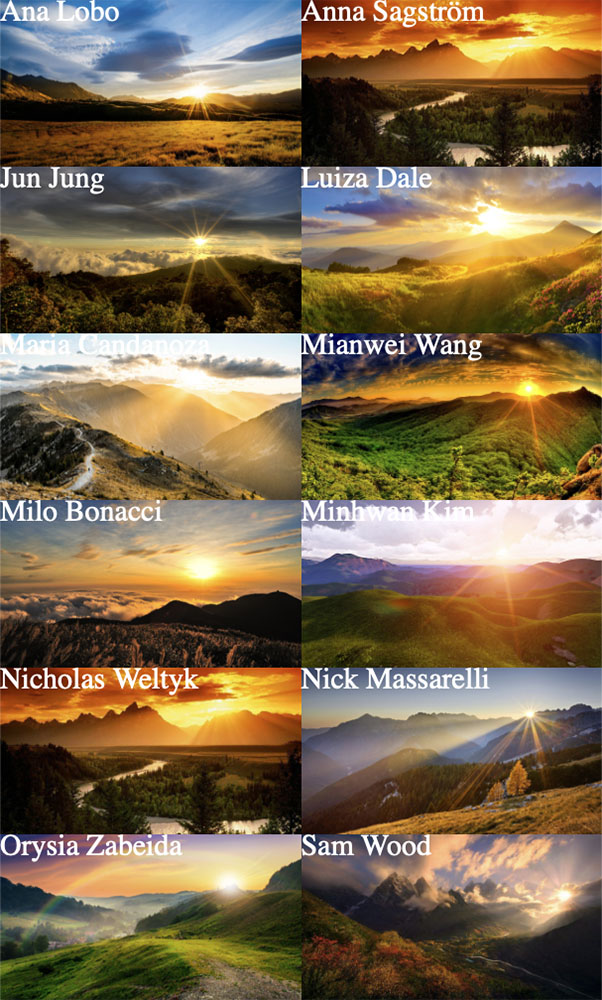 Ana Lobo
Anna Sagström
Jun Jung
Luiza Dale
Maria Candanoza
Mianwei Wang
Milo Bonacci
Minhwan Kim
Nicholas Weltyk
Nick Massarelli
Orysia Zabeida
Sam Wood